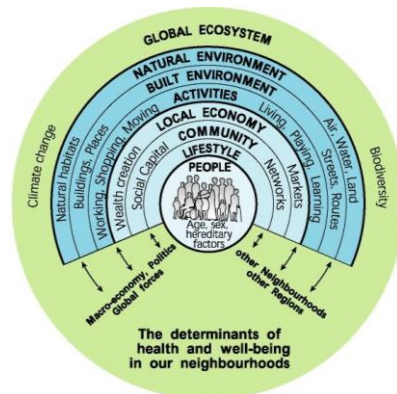 GLOBAL ECOSYSTEM
NATURAL ENVIRONMENT
BUILT ENVIRONMENT
ACTIVITIES
LOCAL ECONOMY
COMMUNITY
LIFESTYLE
PEOPLE
Age, sex,
hereditary
factors
Climate change
Natural habitats
Buildings, Places
Working, Shopping, Moving
Wealth creation
Social Capital
Networks
Markets
Living, Playing, Learning
Streets, Routes
Air, Water, Land
Biodiversity
Macro-economy, Politics
Global forces
other Neighbourhoods
other Regions
The determinants of
health and well-being
in our neighbourhoods